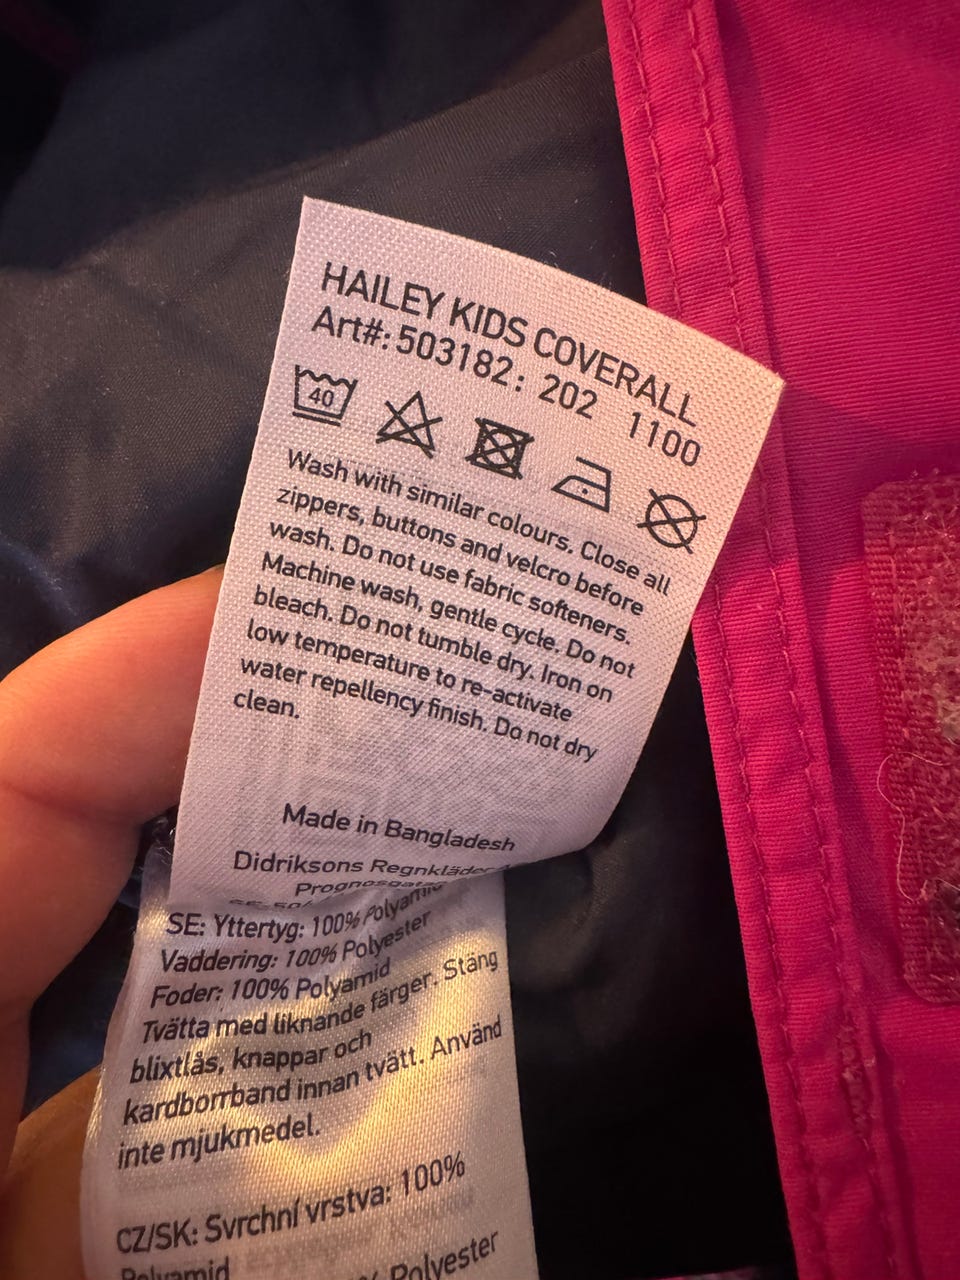 HAILEY KIDS COVERALL
Art#: 503182: 202 1100
40
Wash with similar colours. Close all
zippers, buttons and velcro before
wash. Do not use fabric softeners.
Machine wash, gentle cycle. Do not
bleach. Do not tumble dry. Iron on
low temperature to re-activate
water repellency finish. Do not dry
clean.
Made in Bangladesh
Didriksons Regnkläder
SE: Yttertyg: 100% Polyamid
Vaddering: 100% Polyester
Foder: 100% Polyamid
Tvätta med liknande färger. Stäng
blixtlås, knappar och
kardborrband innan tvätt. Använd
inte mjukmedel.
CZ/SK: Svrchní vrstva: 100%
Polyamid
Polyester